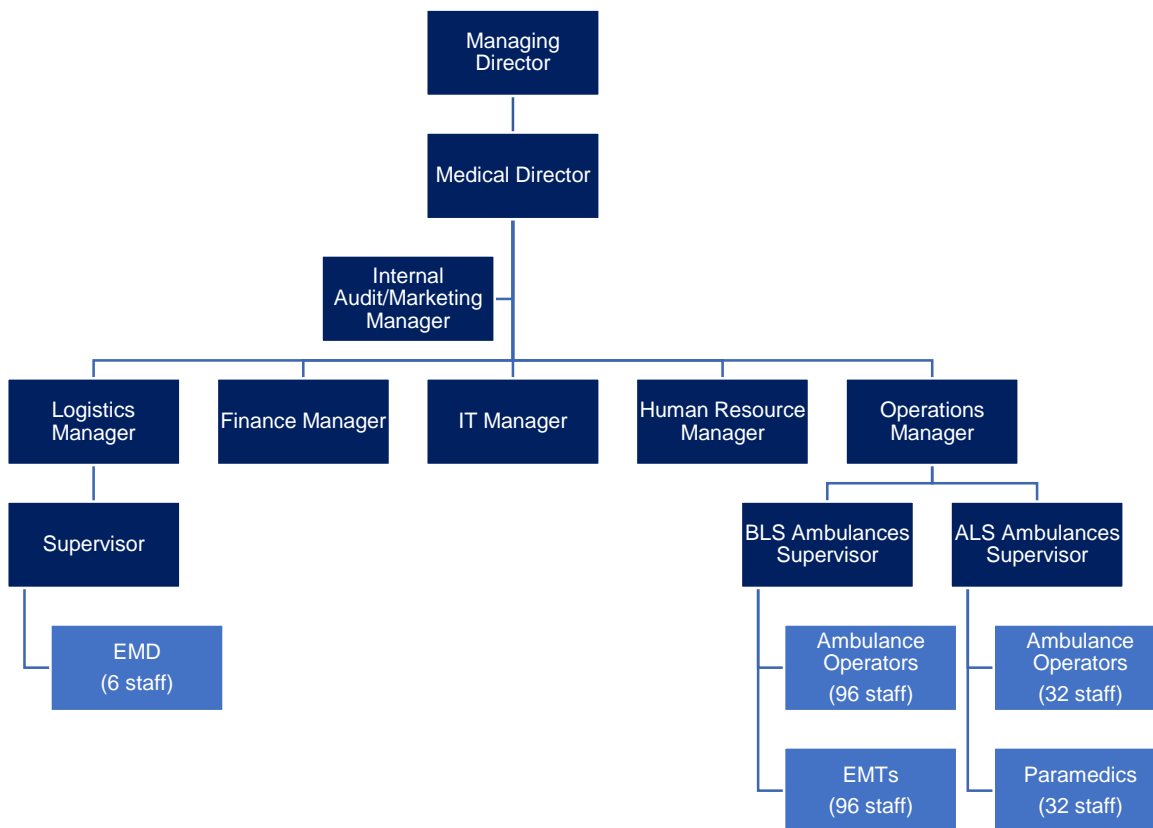 Managing
Director
Medical Director
Internal
Audit/Marketing
Manager
Logistics
Manager
Finance Manager
IT Manager
Human Resource
Manager
Operations
Manager
Supervisor
BLS Ambulances
Supervisor
ALS Ambulances
Supervisor
EMD
(6 staff)
Ambulance
Operators
(96 staff)
Ambulance
Operators
(32 staff)
EMTs
(96 staff)
Paramedics
(32 staff)